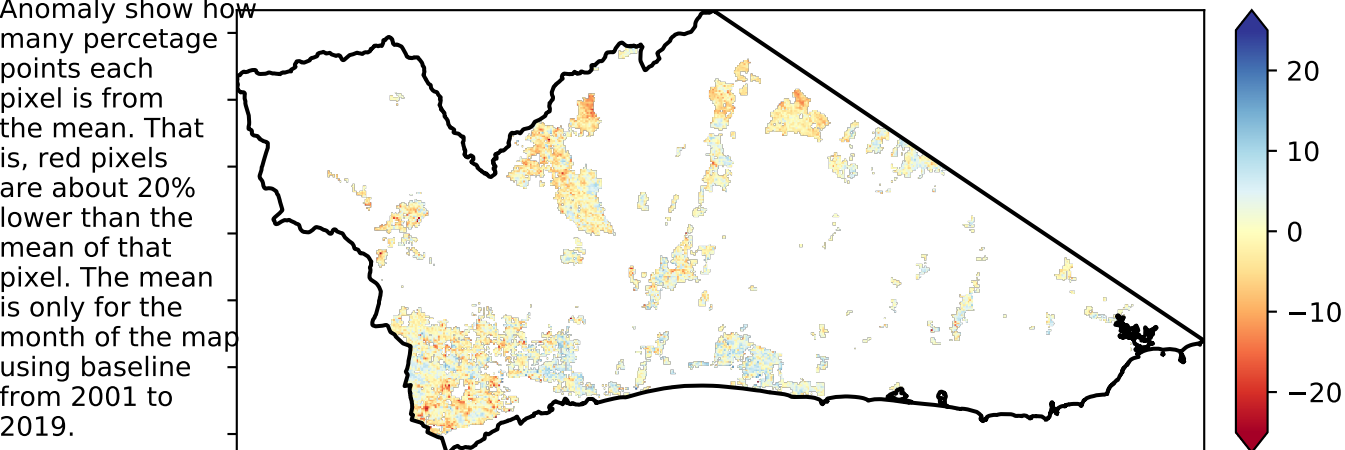 Anomaly show how
many percetage
points each
pixel is from
the mean. That
is, red pixels
are about 20%
lower than the
mean of that
pixel. The mean
is only for the
month of the map
using baseline
from 2001 to
2019.
20
10
0
−10
−20